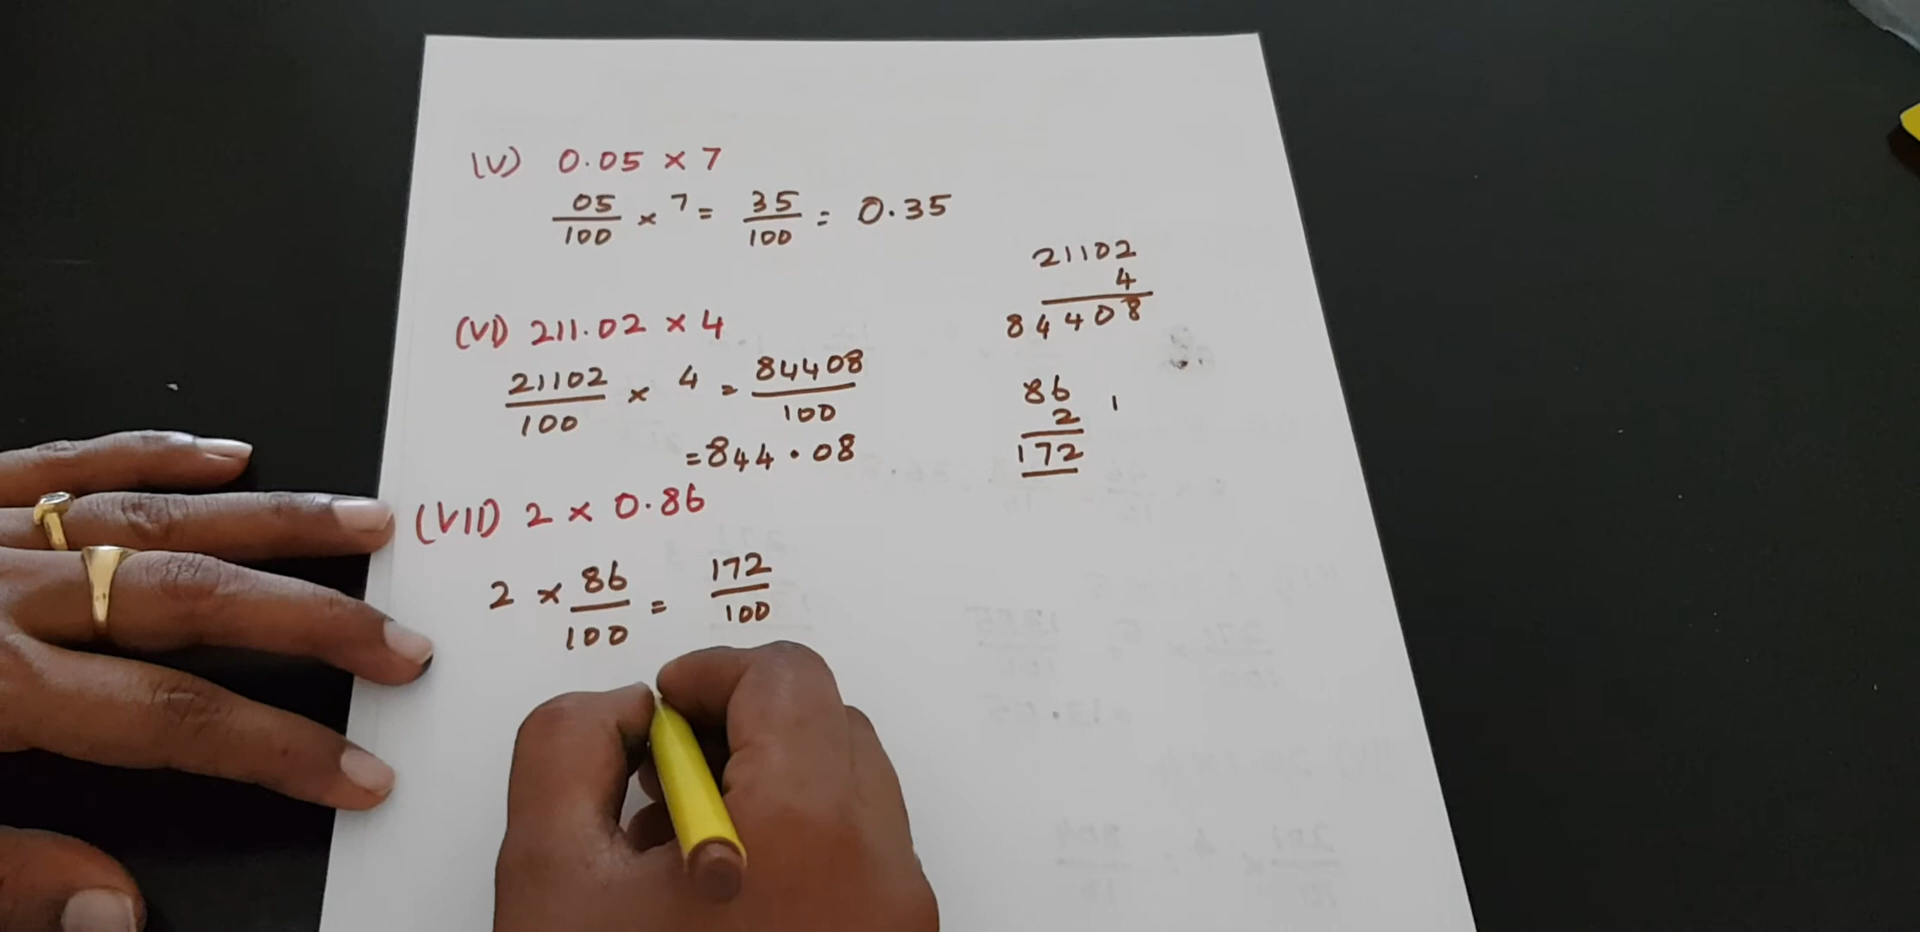 (V) 0.05 × 7
05/100 × 7 = 35/100 = 0.35
(VI) 211.02 × 4
21102/100 × 4 = 84408/100
= 844.08
(VII) 2 × 0.86
2 × 86/100 = 172/100
21102
4
84408
86
2
172
1